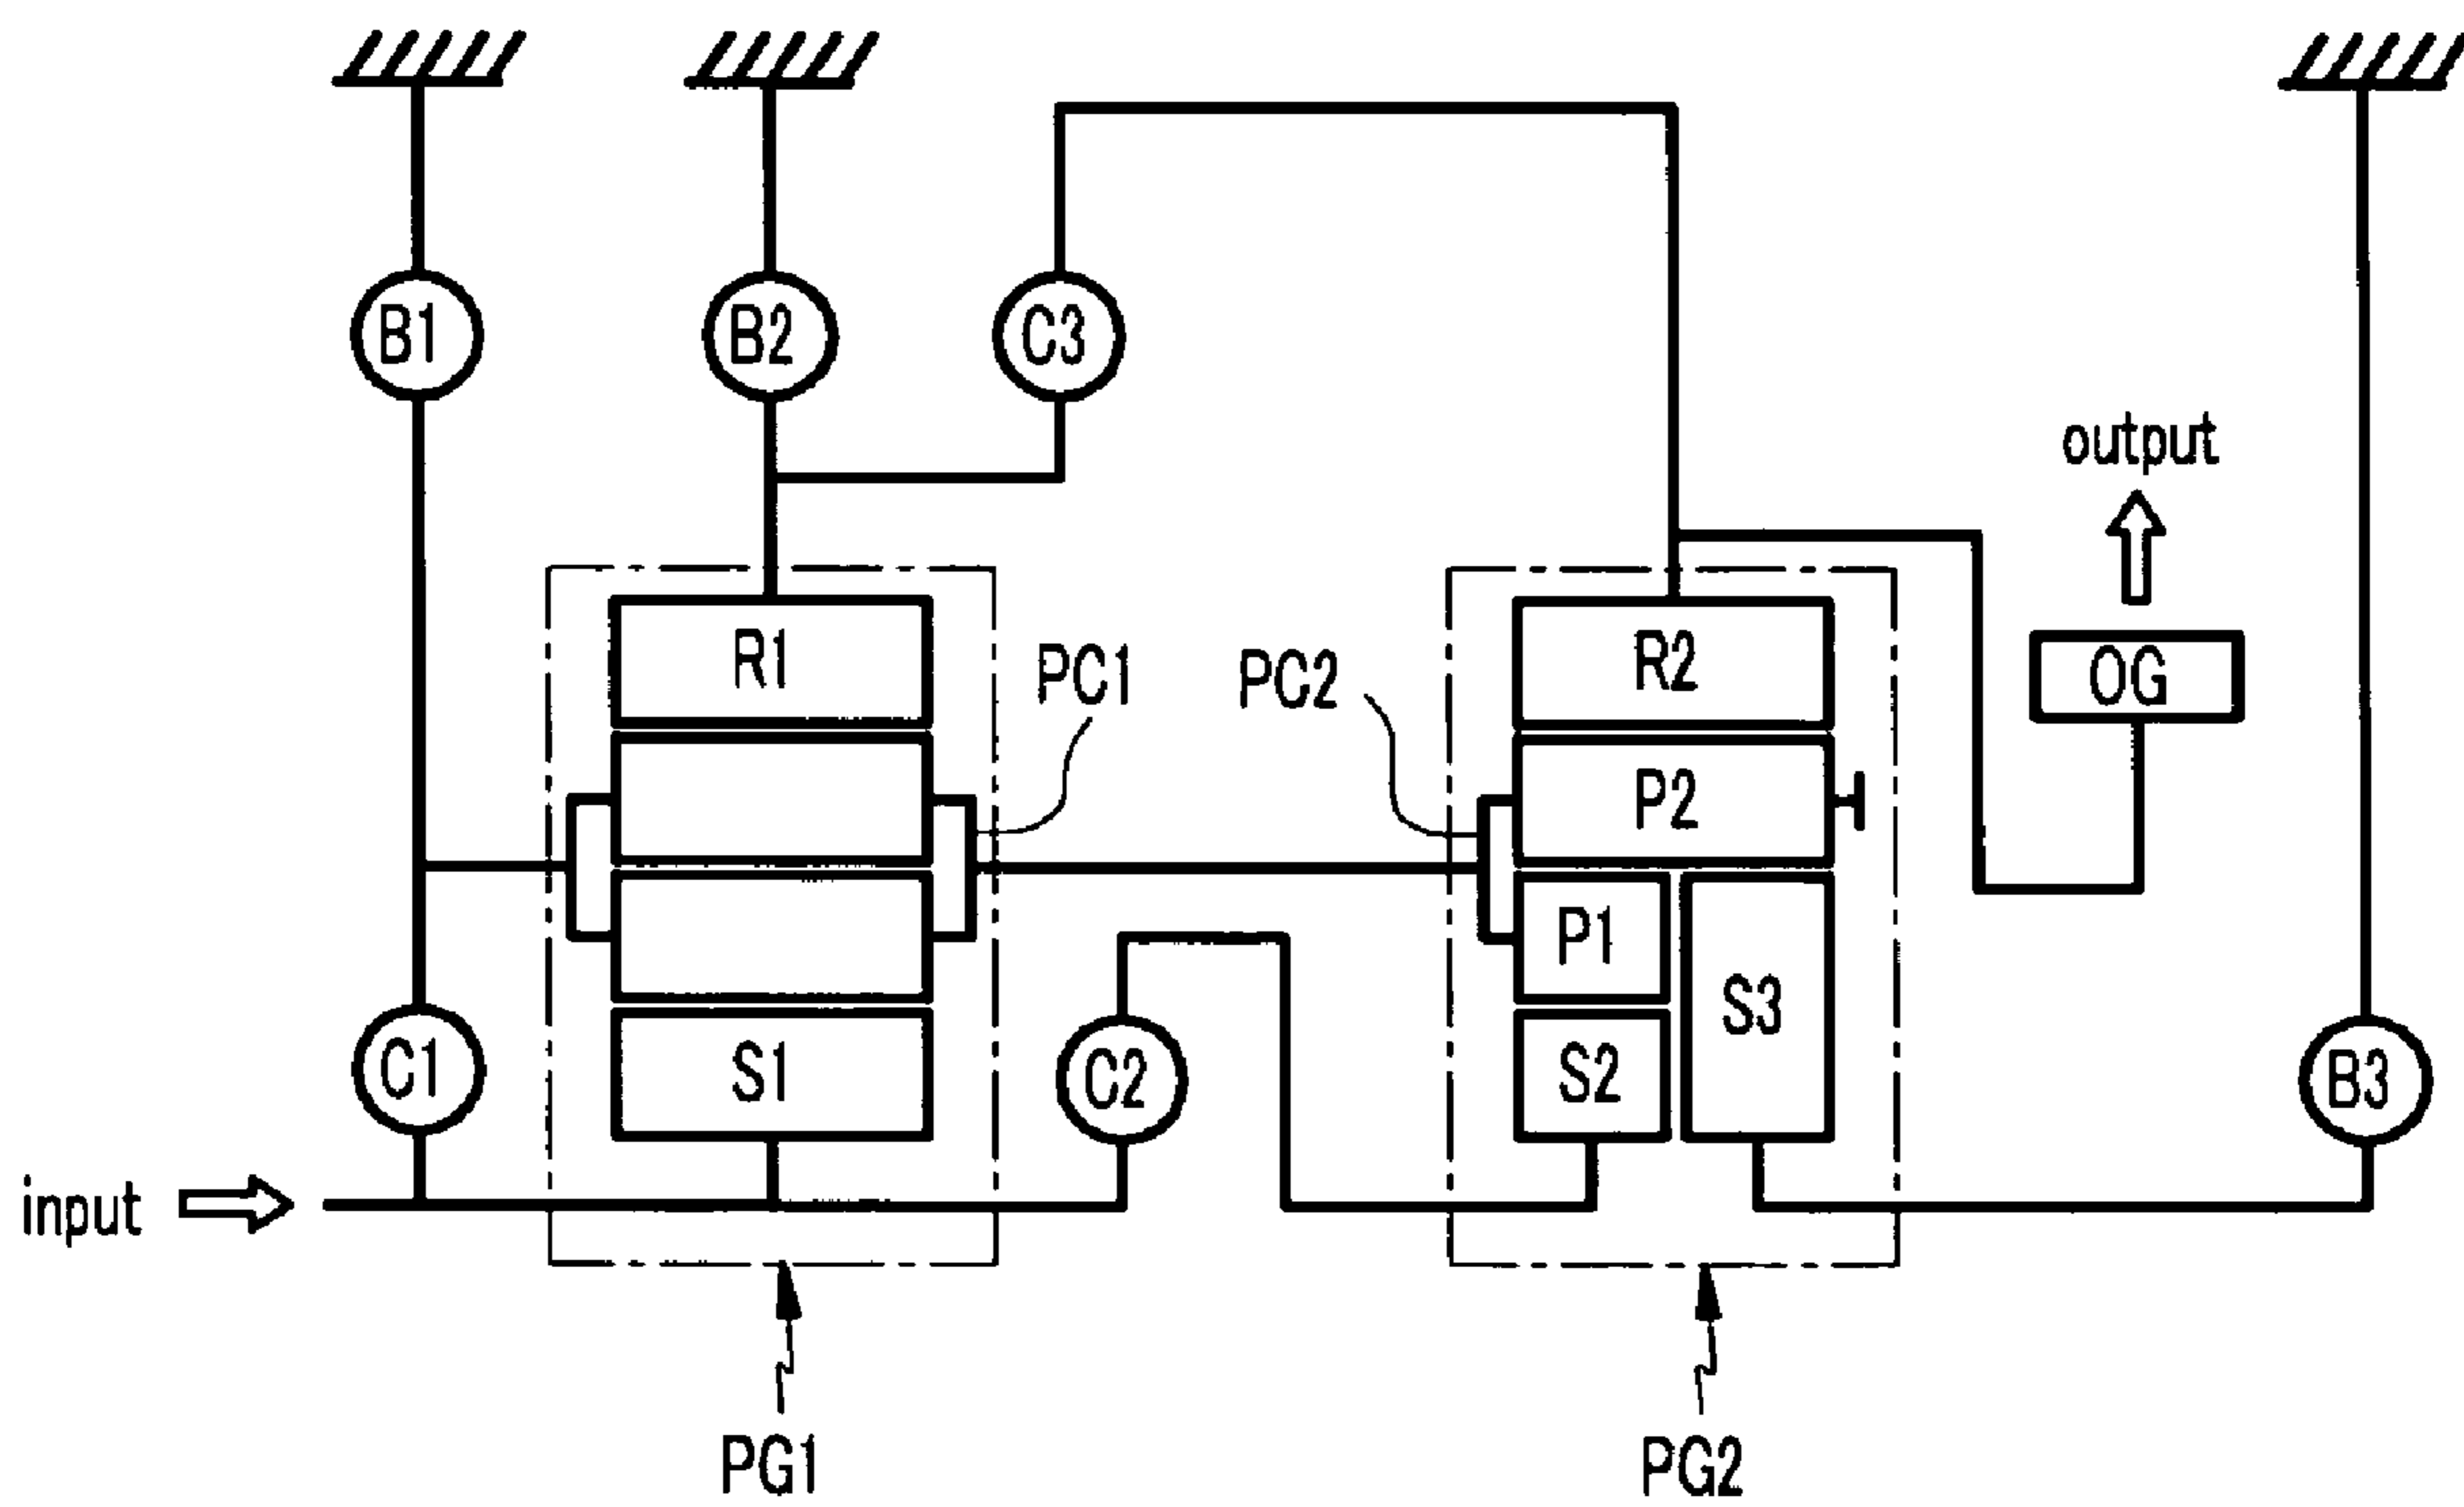 B1
B2
C3
output
R1
PC1
PC2
R2
OG
P2
P1
S3
C1
S1
C2
S2
B3
input
PG1
PG2